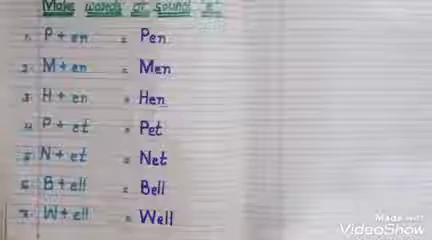 Make words of sound "e"
1. P + en = Pen
2. M + en = Men
3. H + en = Hen
4. P + et = Pet
5. N + et = Net
6. B + ell = Bell
7. W + ell = Well
Made With
VideoShow